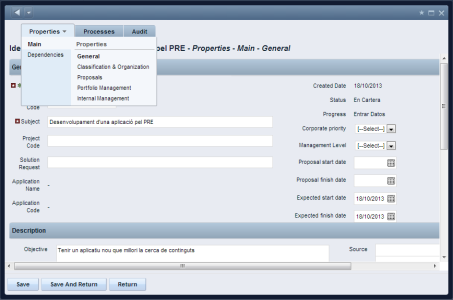 Properties Processes Audit
Ide pel PRE - Properties - Main - General
Main Properties
Dependencies General
Classification & Organization
Proposals
Portfolio Management
Internal Management
Ge
Created Date 18/10/2013
Code Status En Cartera
Subject Desenvolupament d'una aplicació pel PRE Progress Entrar Datos
Corporate priority [--Select--]
Project Code Management Level [--Select--]
Solution Request Proposal start date
Application Name - Proposal finish date
Application Code - Expected start date 18/10/2013
Expected finish date 18/10/2013
Description
Objective Tenir un aplicatiu nou que millori la cerca de continguts Source
Save Save And Return Return